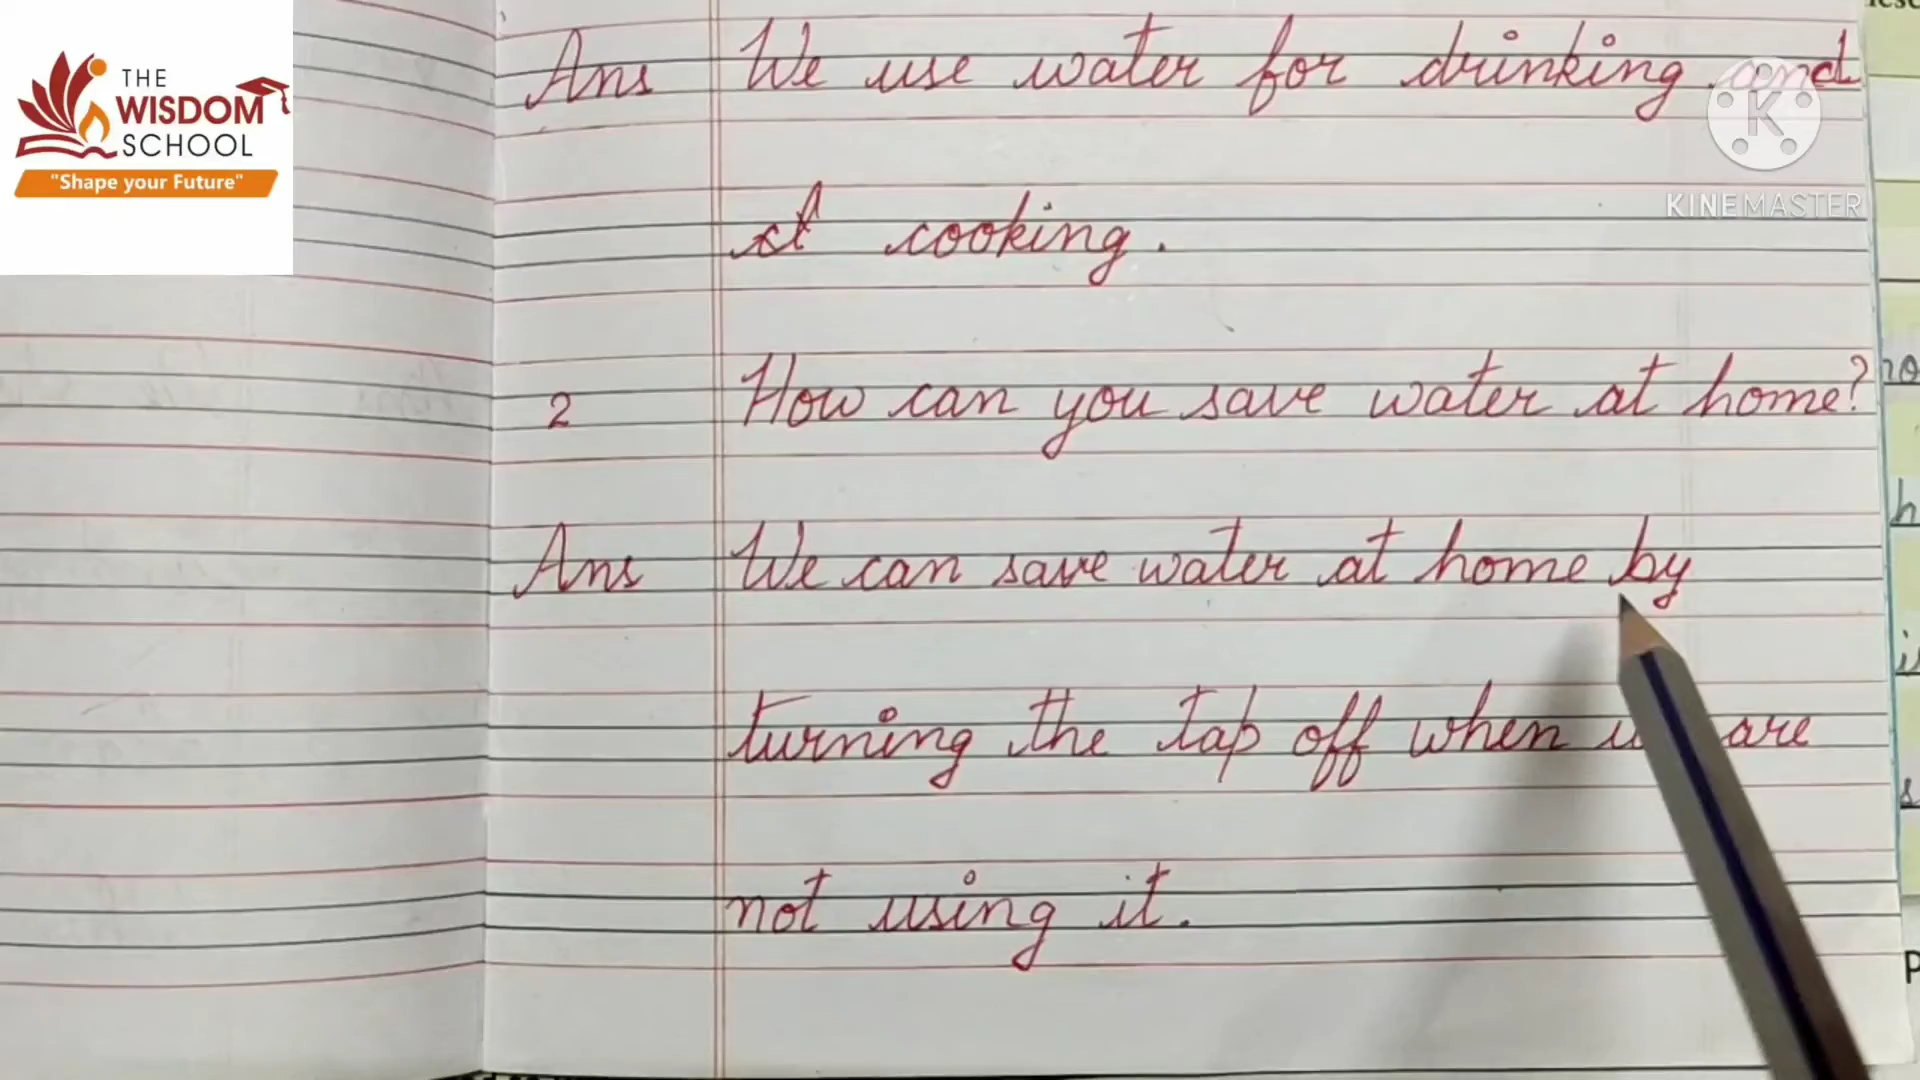 THE
WISDOM
SCHOOL
"Shape your Future"
Ans We use water for drinking and
KINEMASTER
cooking.
2 How can you save water at home?
Ans We can save water at home by
turning the tap off when are
not using it.